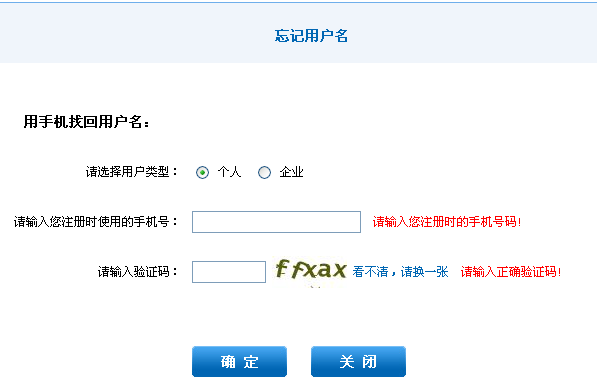 忘记用户名
用手机找回用户名：
请选择用户类型： 个人 企业
请输入您注册时使用的手机号： 请输入您注册时的手机号码!
请输入验证码： ffxax 看不清，请换一张 请输入正确验证码!
确 定 关 闭